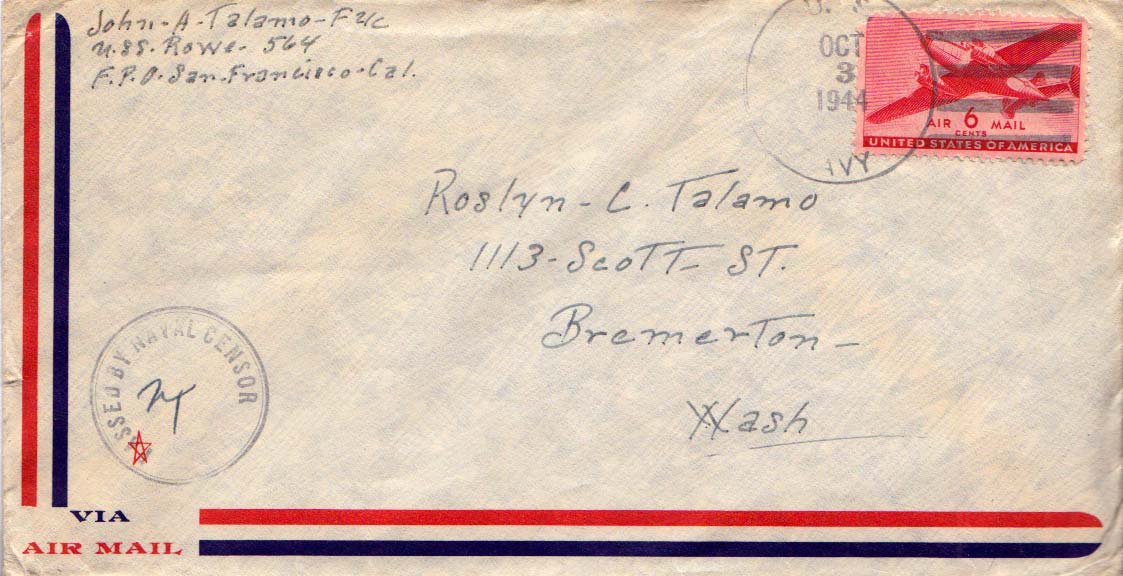 John-A-Talamo-F2/c
U.S.S. Rowe- 564
F.P.O. San-Francisco-Cal.
OCT
3
1944
IVY
AIR 6 MAIL
CENTS
UNITED STATES OF AMERICA
Roslyn-C. Talamo
1113-Scott-St.
Bremerton-
Wash
BY NAVAL CENSOR
VIA
AIR MAIL